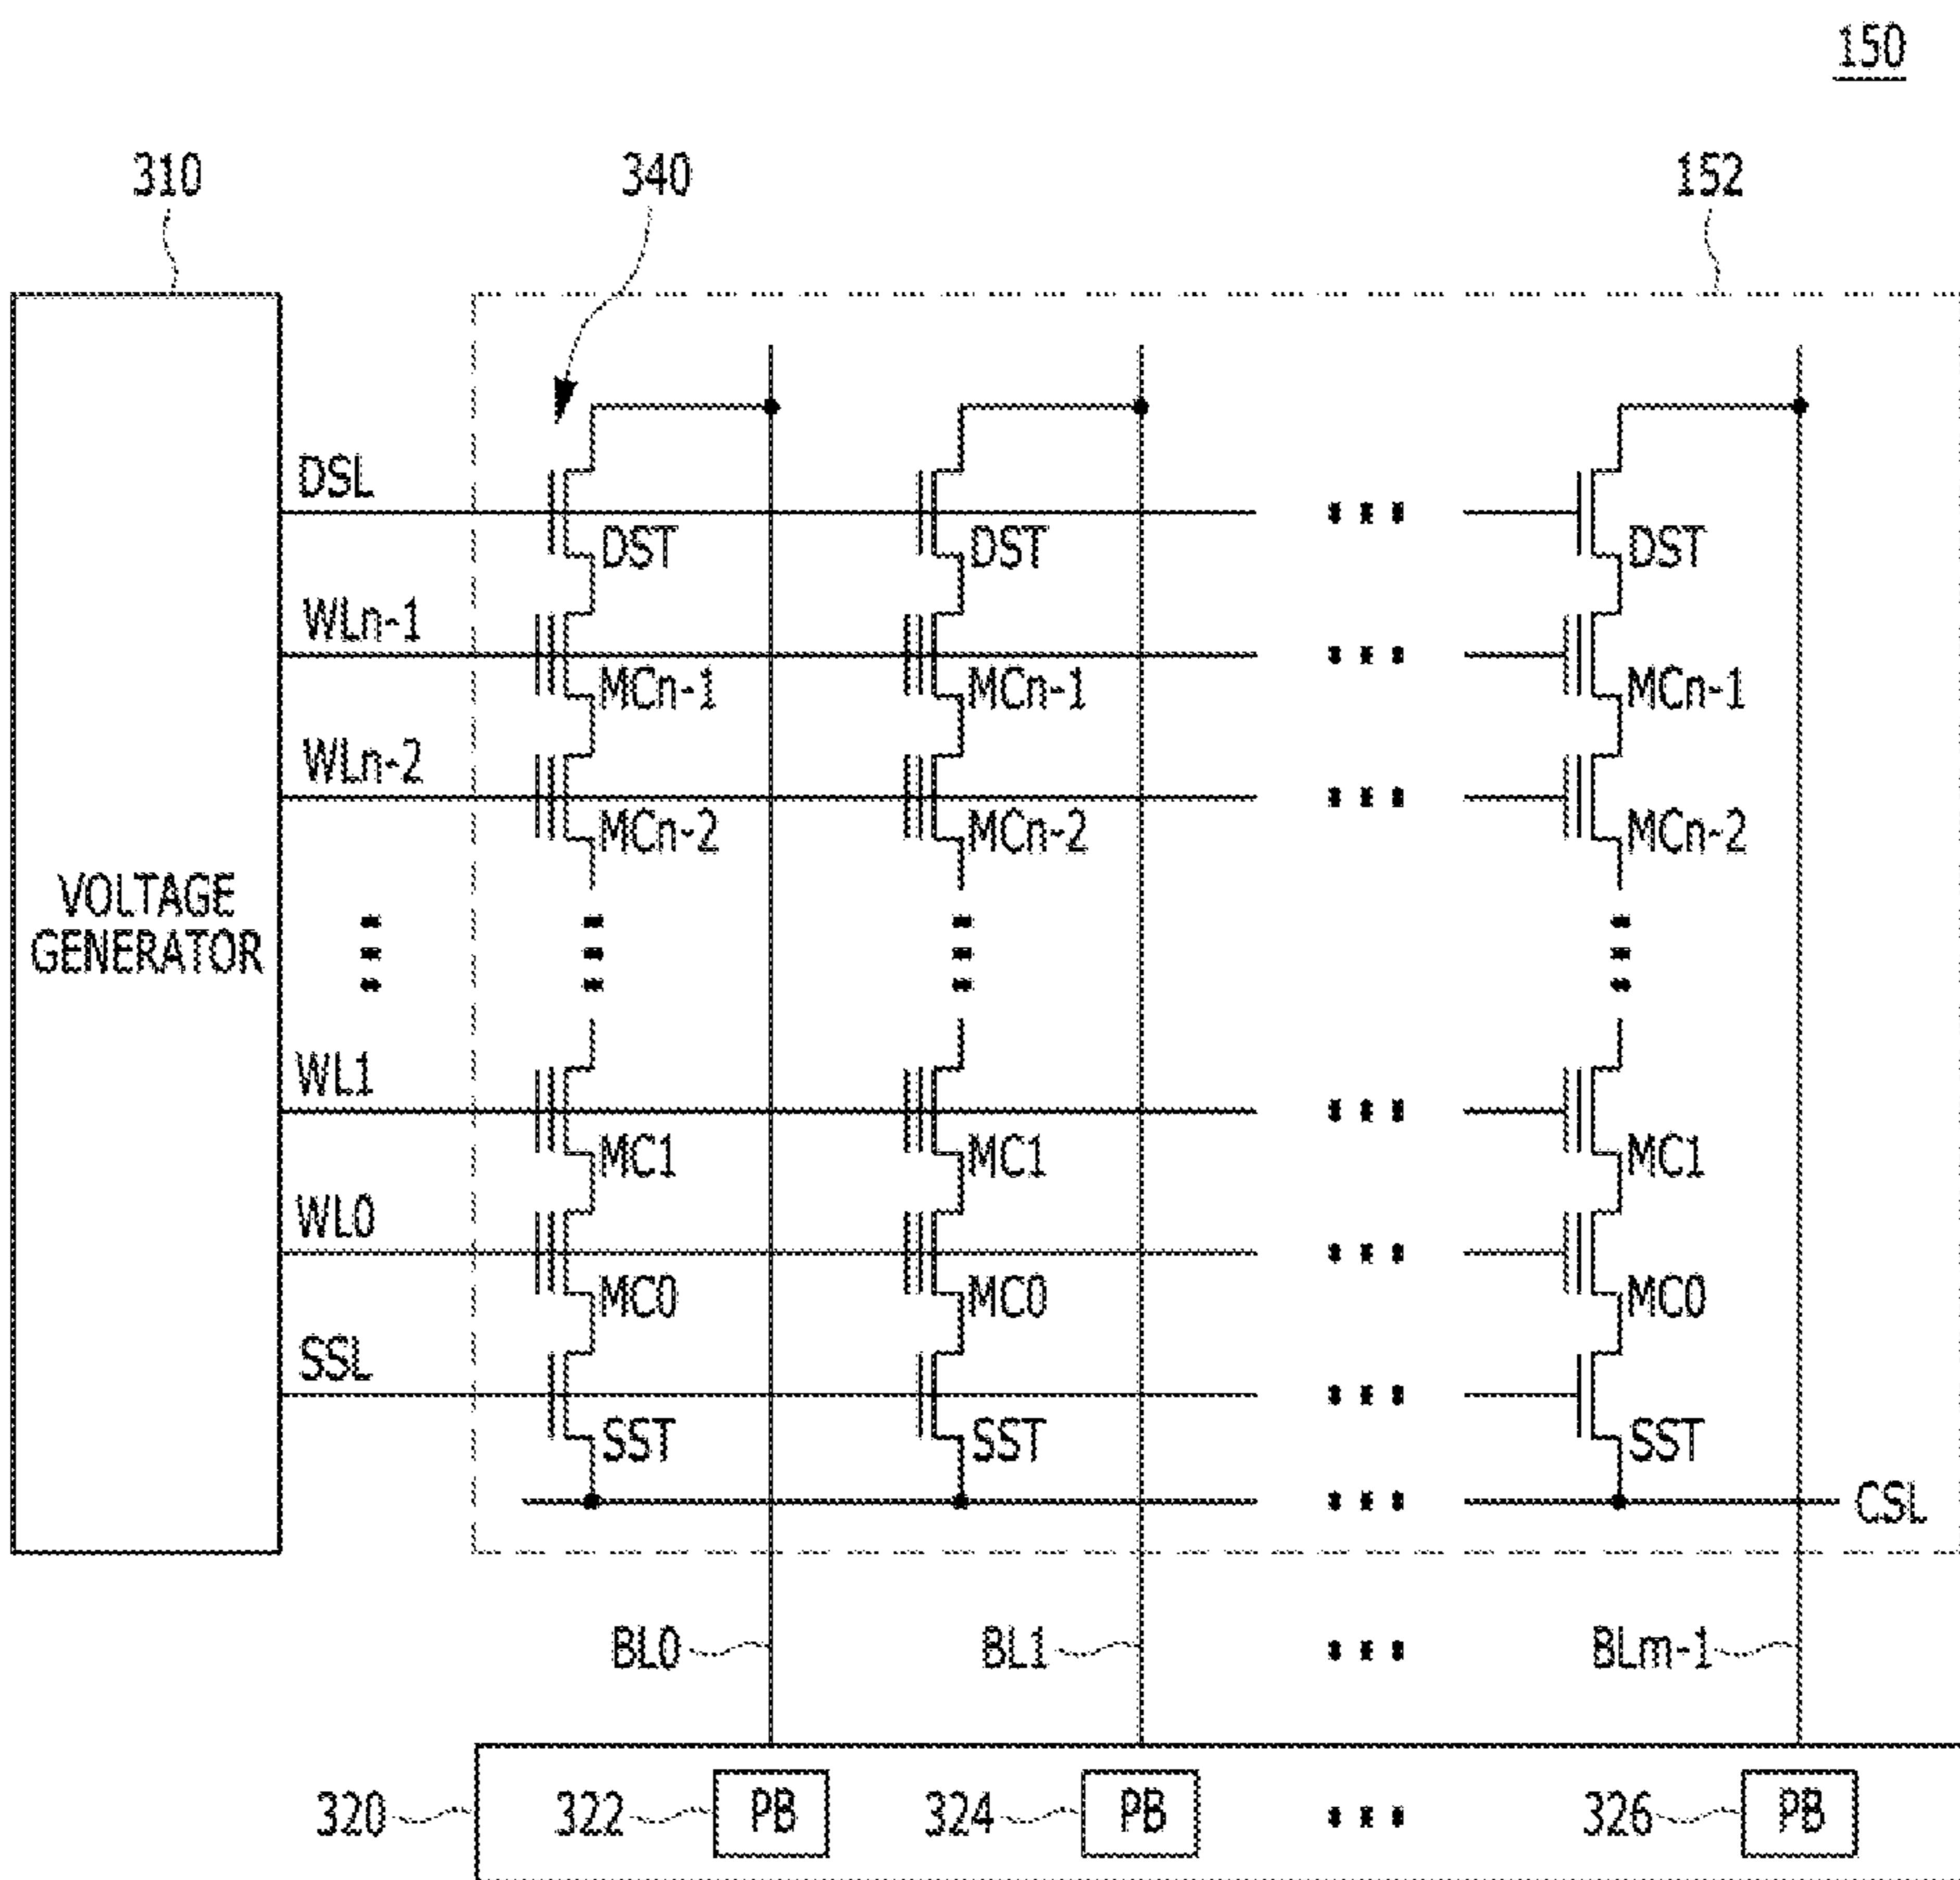 150
310 340 152
DSL
DST DST DST
WLn-1
MCn-1 MCn-1 MCn-1
WLn-2
MCn-2 MCn-2 MCn-2
VOLTAGE
GENERATOR
WL1
MC1 MC1 MC1
WL0
MC0 MC0 MC0
SSL
SST SST SST
CSL
BL0 BL1 BLm-1
320 322 PB 324 PB 326 PB